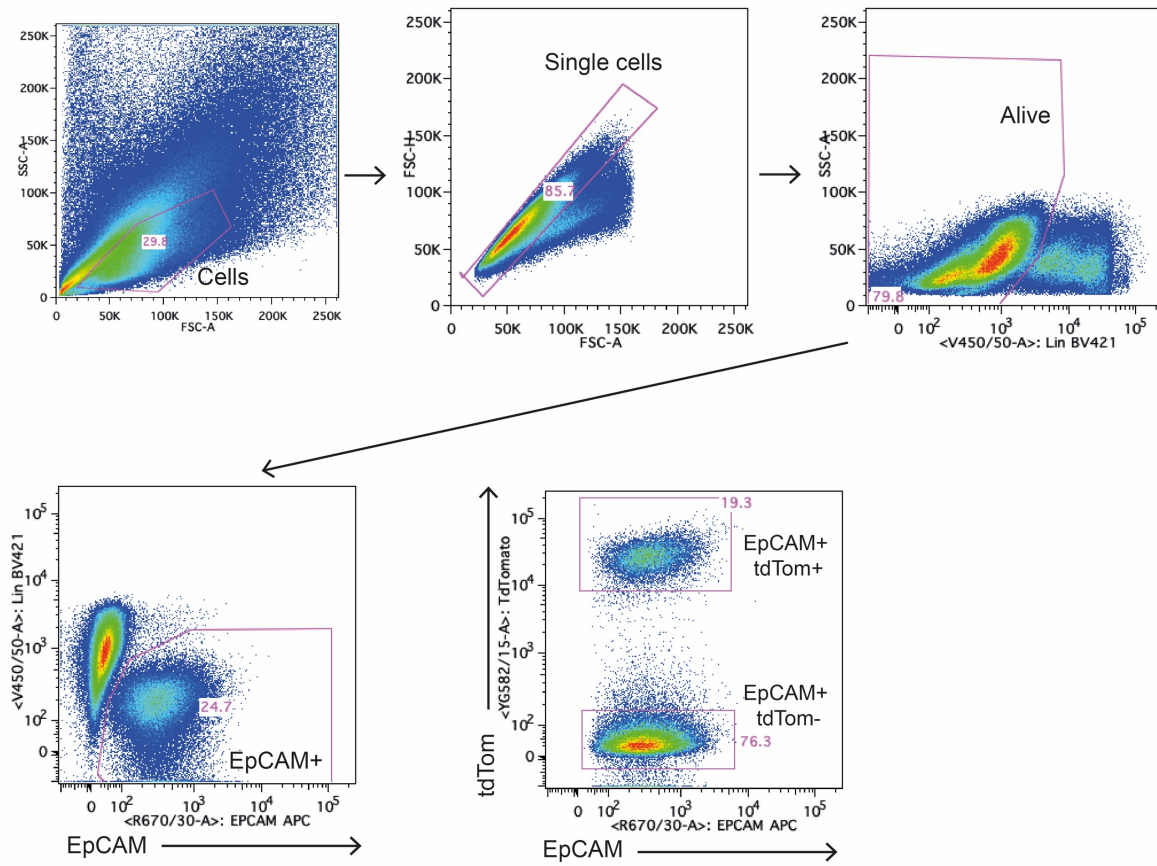 250K
200K
150K
100K
50K
0
SSC-A
29.8
Cells
0 50K 100K 150K 200K 250K
FSC-A
250K
200K
150K
100K
50K
0
FSC-H
Single cells
85.7
0 50K 100K 150K 200K 250K
FSC-A
250K
200K
150K
100K
50K
0
SSC-A
Alive
79.8
0 10² 10³ 10⁴ 10⁵
<V450/50-A>: Lin BV421
10⁵
10⁴
10³
10²
0
<V450/50-A>: Lin BV421
24.7
EpCAM+
0 10² 10³ 10⁴ 10⁵
<R670/30-A>: EPCAM APC
EpCAM
tdTom
<YG582/15-A>: TdTomato
10⁵
10⁴
10³
10²
0
19.3
EpCAM+
tdTom+
EpCAM+
tdTom-
76.3
0 10² 10³ 10⁴ 10⁵
<R670/30-A>: EPCAM APC
EpCAM